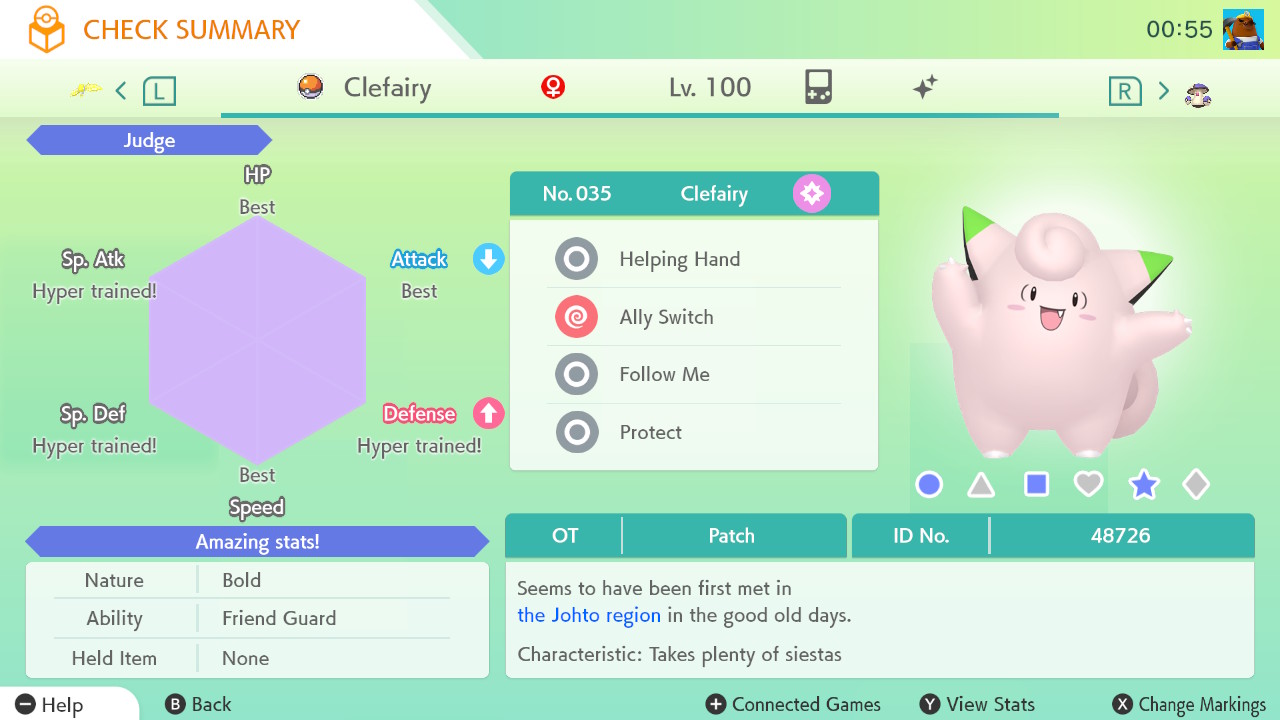 CHECK SUMMARY
00:55
L
Clefairy
Lv. 100
R
Judge
HP
Best
Sp. Atk
Hyper trained!
Attack
Best
Sp. Def
Hyper trained!
Defense
Hyper trained!
Best
Speed
Amazing stats!
Nature Bold
Ability Friend Guard
Held Item None
No. 035 Clefairy
Helping Hand
Ally Switch
Follow Me
Protect
OT Patch
ID No. 48726
Seems to have been first met in
the Johto region in the good old days.
Characteristic: Takes plenty of siestas
Help
B Back
Connected Games
Y View Stats
X Change Markings